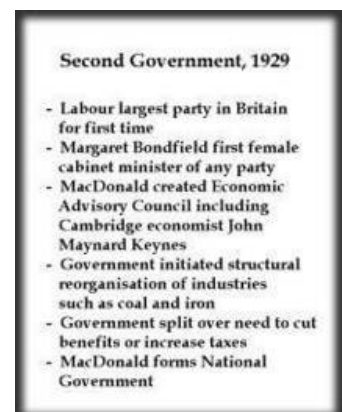 Second Government, 1929
- Labour largest party in Britain
for first time
- Margaret Bondfield first female
cabinet minister of any party
- MacDonald created Economic
Advisory Council including
Cambridge economist John
Maynard Keynes
- Government initiated structural
reorganisation of industries
such as coal and iron
- Government split over need to cut
benefits or increase taxes
- MacDonald forms National
Government